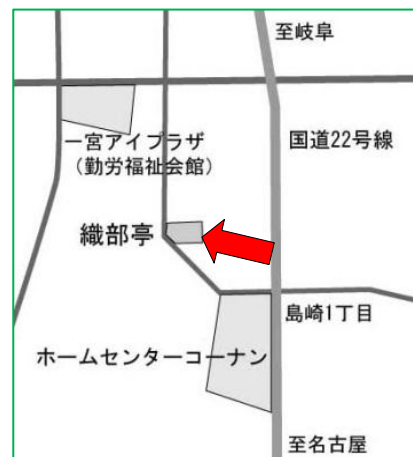 至岐阜
国道22号線
一宮アイプラザ
（勤労福祉会館）
織部亭
島崎1丁目
ホームセンターコーナン
至名古屋